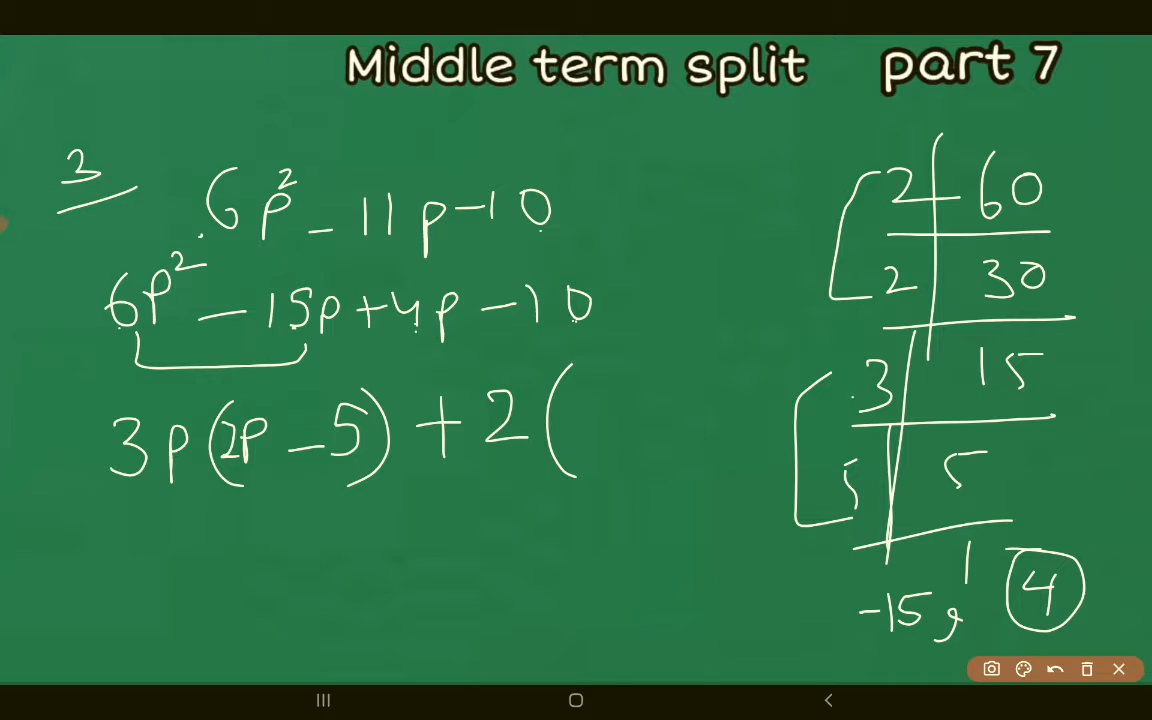 Middle term split part 7
3
6p² - 11p - 10
6p² - 15p + 4p - 10
3p(2p - 5) + 2(
2 60
2 30
3 15
5 5
1
-15, 4